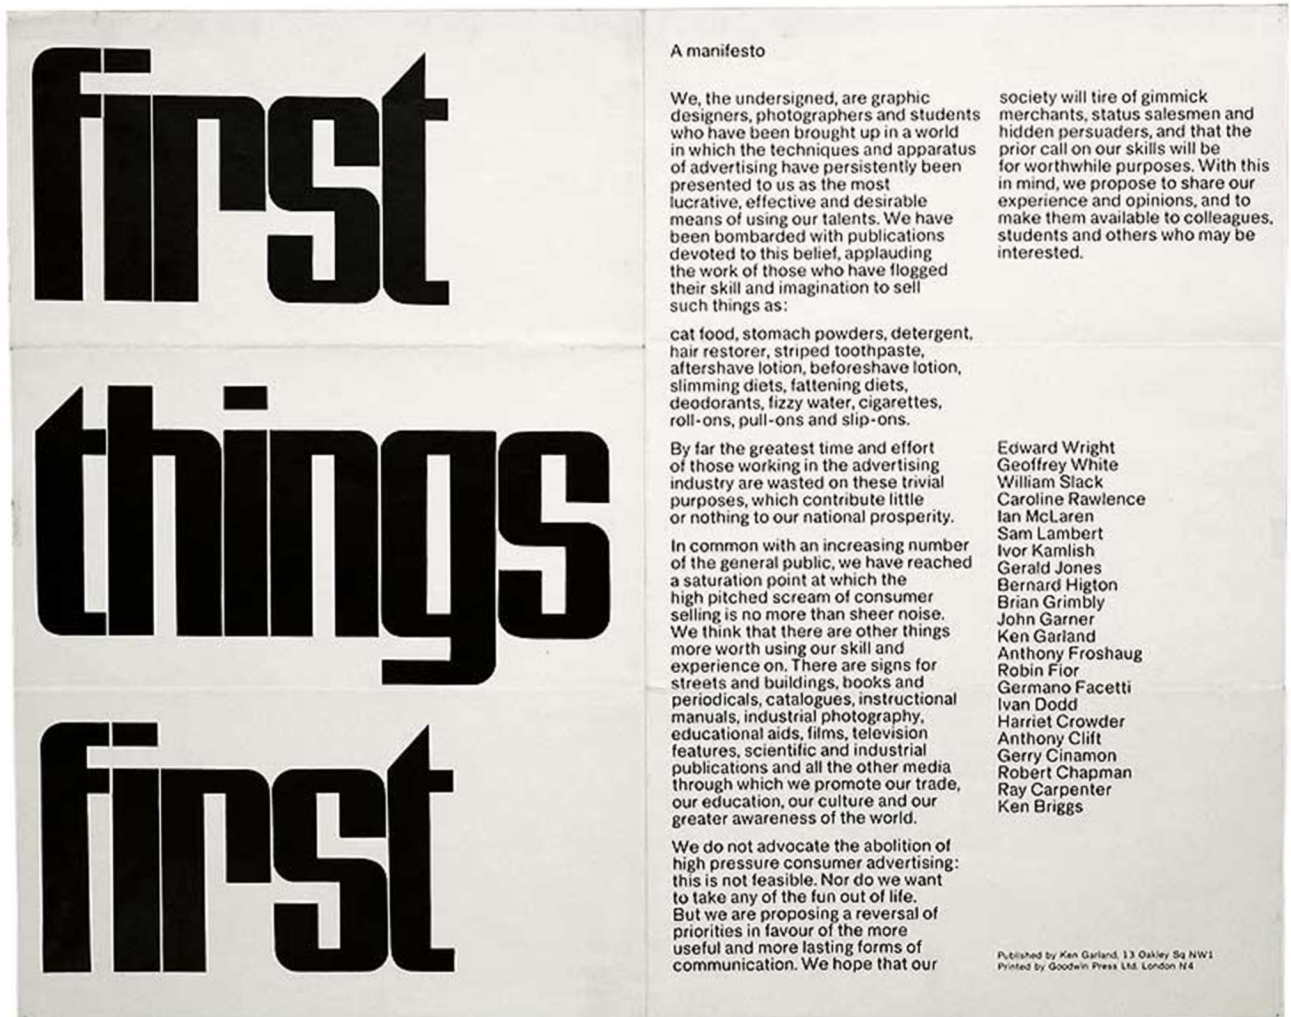 first
things
first
A manifesto
We, the undersigned, are graphic
designers, photographers and students
who have been brought up in a world
in which the techniques and apparatus
of advertising have persistently been
presented to us as the most
lucrative, effective and desirable
means of using our talents. We have
been bombarded with publications
devoted to this belief, applauding
the work of those who have flogged
their skill and imagination to sell
such things as:
cat food, stomach powders, detergent,
hair restorer, striped toothpaste,
aftershave lotion, beforeshave lotion,
slimming diets, fattening diets,
deodorants, fizzy water, cigarettes,
roll-ons, pull-ons and slip-ons.
By far the greatest time and effort
of those working in the advertising
industry are wasted on these trivial
purposes, which contribute little
or nothing to our national prosperity.
In common with an increasing number
of the general public, we have reached
a saturation point at which the
high pitched scream of consumer
selling is no more than sheer noise.
We think that there are other things
more worth using our skill and
experience on. There are signs for
streets and buildings, books and
periodicals, catalogues, instructional
manuals, industrial photography,
educational aids, films, television
features, scientific and industrial
publications and all the other media
through which we promote our trade,
our education, our culture and our
greater awareness of the world.
We do not advocate the abolition of
high pressure consumer advertising:
this is not feasible. Nor do we want
to take any of the fun out of life.
But we are proposing a reversal of
priorities in favour of the more
useful and more lasting forms of
communication. We hope that our
society will tire of gimmick
merchants, status salesmen and
hidden persuaders, and that the
prior call on our skills will be
for worthwhile purposes. With this
in mind, we propose to share our
experience and opinions, and to
make them available to colleagues,
students and others who may be
interested.
Edward Wright
Geoffrey White
William Slack
Caroline Rawlence
Ian McLaren
Sam Lambert
Ivor Kamlish
Gerald Jones
Bernard Higton
Brian Grimbly
John Garner
Ken Garland
Anthony Froshaug
Robin Fior
Germano Facetti
Ivan Dodd
Harriet Crowder
Anthony Clift
Gerry Cinamon
Robert Chapman
Ray Carpenter
Ken Briggs
Published by Ken Garland, 13 Oakley Sq NW1
Printed by Goodwin Press Ltd. London N4